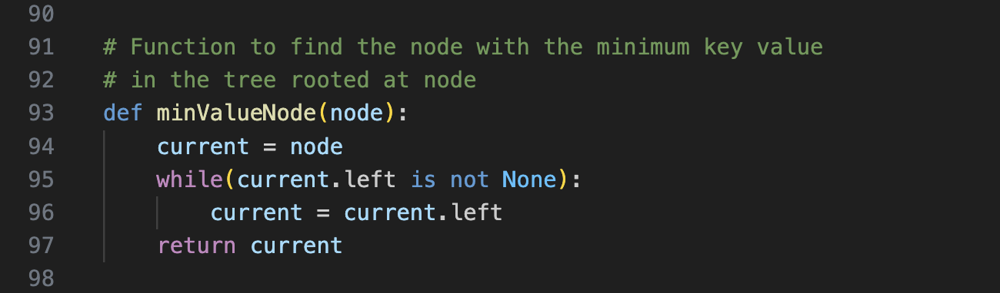 90
91 # Function to find the node with the minimum key value
92 # in the tree rooted at node
93 def minValueNode(node):
94     current = node
95     while(current.left is not None):
96         current = current.left
97     return current
98